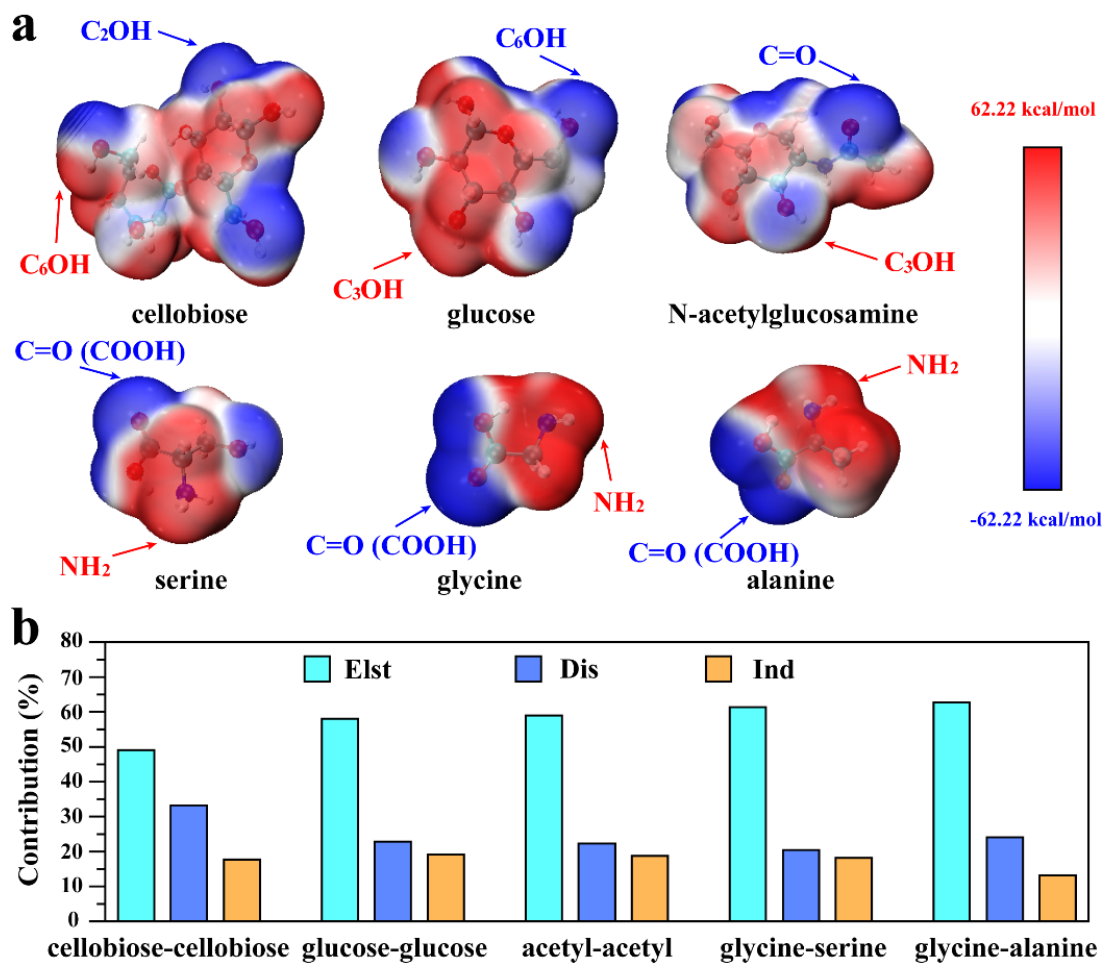 a
C₂OH
C₆OH
C=O
62.22 kcal/mol
C₆OH
C₃OH
C₃OH
cellobiose
glucose
N-acetylglucosamine
C=O (COOH)
NH₂
NH₂
C=O (COOH)
C=O (COOH)
NH₂
-62.22 kcal/mol
serine
glycine
alanine
b
80
70
60
50
40
30
20
10
0
Contribution (%)
Elst
Dis
Ind
cellobiose-cellobiose
glucose-glucose
acetyl-acetyl
glycine-serine
glycine-alanine